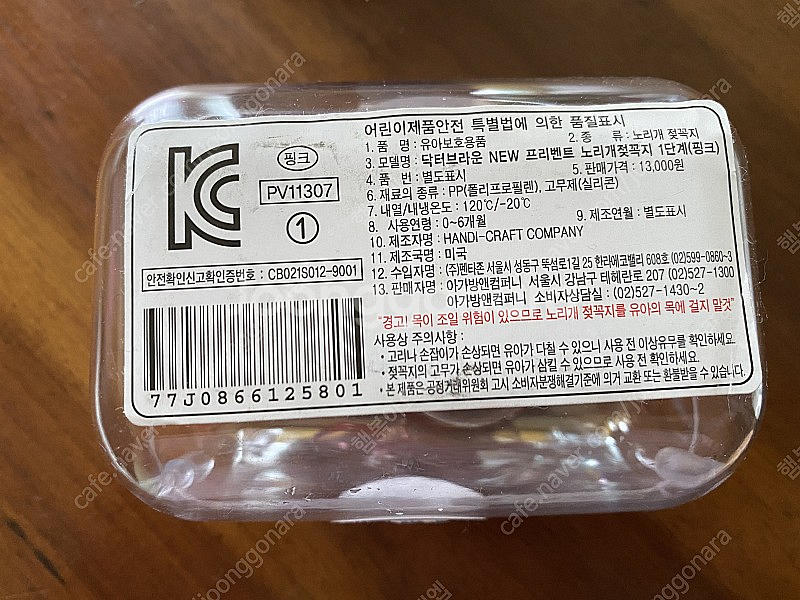 어린이제품안전 특별법에 의한 품질표시
1. 품 명 : 유아보호용품 2. 종 류 : 노리개 젖꼭지
3. 모델명 : 닥터브라운 NEW 프리벤트 노리개젖꼭지 1단계(핑크)
4. 품 번 : 별도표시 5. 판매가격 : 13,000원
6. 재료의 종류 : PP(폴리프로필렌), 고무제(실리콘)
7. 내열/내냉온도 : 120℃/-20℃
8. 사용연령 : 0~6개월 9. 제조연월 : 별도표시
10. 제조자명 : HANDI-CRAFT COMPANY
11. 제조국명 : 미국
12. 수입자명 : (주)펜타존 서울시 성동구 뚝섬로1길 25 한라에코밸리 608호 (02)599-0860~3
13. 판매자명 : 아가방앤컴퍼니 서울시 강남구 테헤란로 207 (02)527-1300
아가방앤컴퍼니 소비자상담실 : (02)527-1430~2
"경고! 목이 조일 위험이 있으므로 노리개 젖꼭지를 유아의 목에 걸지 말것"
사용상 주의사항 :
• 고리나 손잡이가 손상되면 유아가 다칠 수 있으니 사용 전 이상유무를 확인하세요.
• 젖꼭지의 고무가 손상되면 유아가 삼킬 수 있으므로 사용 전 확인하세요.
• 본 제품은 공정거래위원회 고시 소비자분쟁해결기준에 의거 교환 또는 환불받을 수 있습니다.
KC
핑크
PV11307
1
안전확인신고확인증번호 : CB021S012-9001
77J0866125801
cafe.naver.com/joonggonara
cafe.naver.com/joonggonara